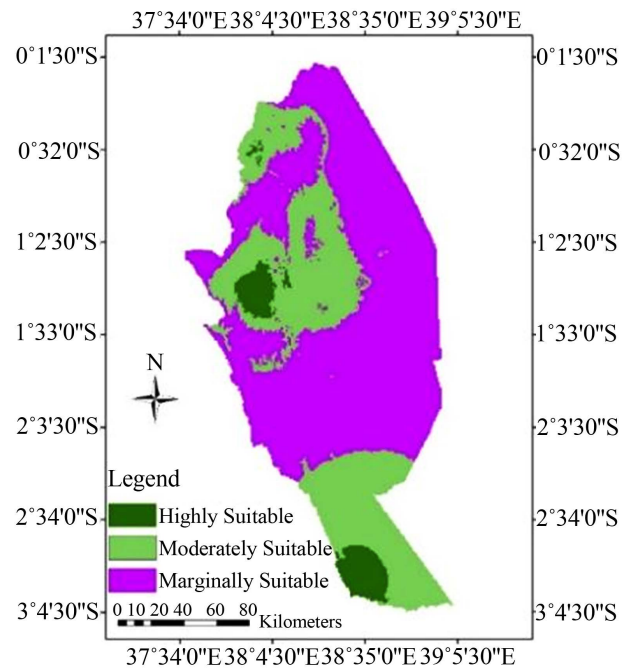 37˚34'0"E 38˚4'30"E 38˚35'0"E 39˚5'30"E
0˚1'30"S 0˚1'30"S
0˚32'0"S 0˚32'0"S
1˚2'30"S 1˚2'30"S
1˚33'0"S 1˚33'0"S
N
2˚3'30"S 2˚3'30"S
Legend
2˚34'0"S 2˚34'0"S
Highly Suitable
Moderately Suitable
Marginally Suitable
0 10 20 40 60 80
Kilometers
3˚4'30"S 3˚4'30"S
37˚34'0"E 38˚4'30"E 38˚35'0"E 39˚5'30"E